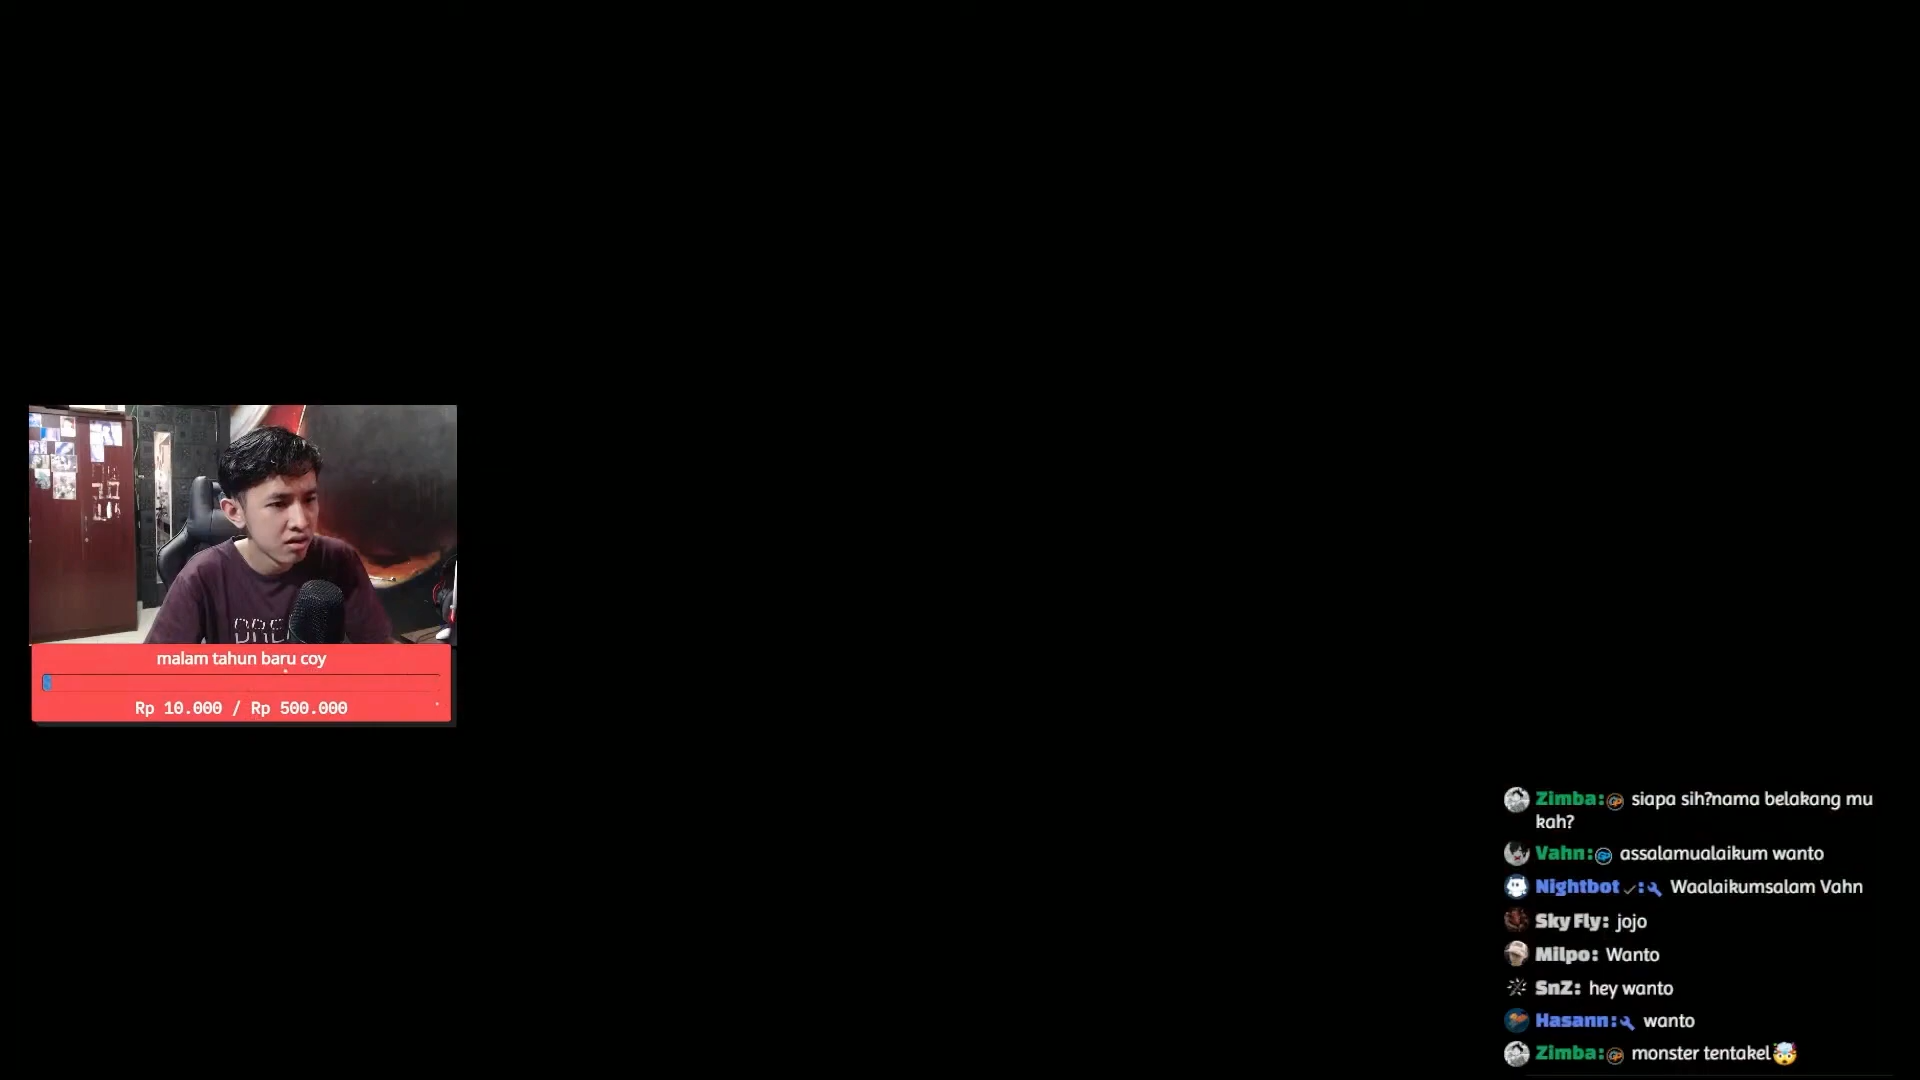 DRE
malam tahun baru coy
Rp 10.000 / Rp 500.000
Zimba: siapa sih?nama belakang mu
kah?
Vahn: assalamualaikum wanto
Nightbot ✓: Waalaikumsalam Vahn
Sky Fly: jojo
Milpo: Wanto
SnZ: hey wanto
Hasann: wanto
Zimba: monster tentakel🤯